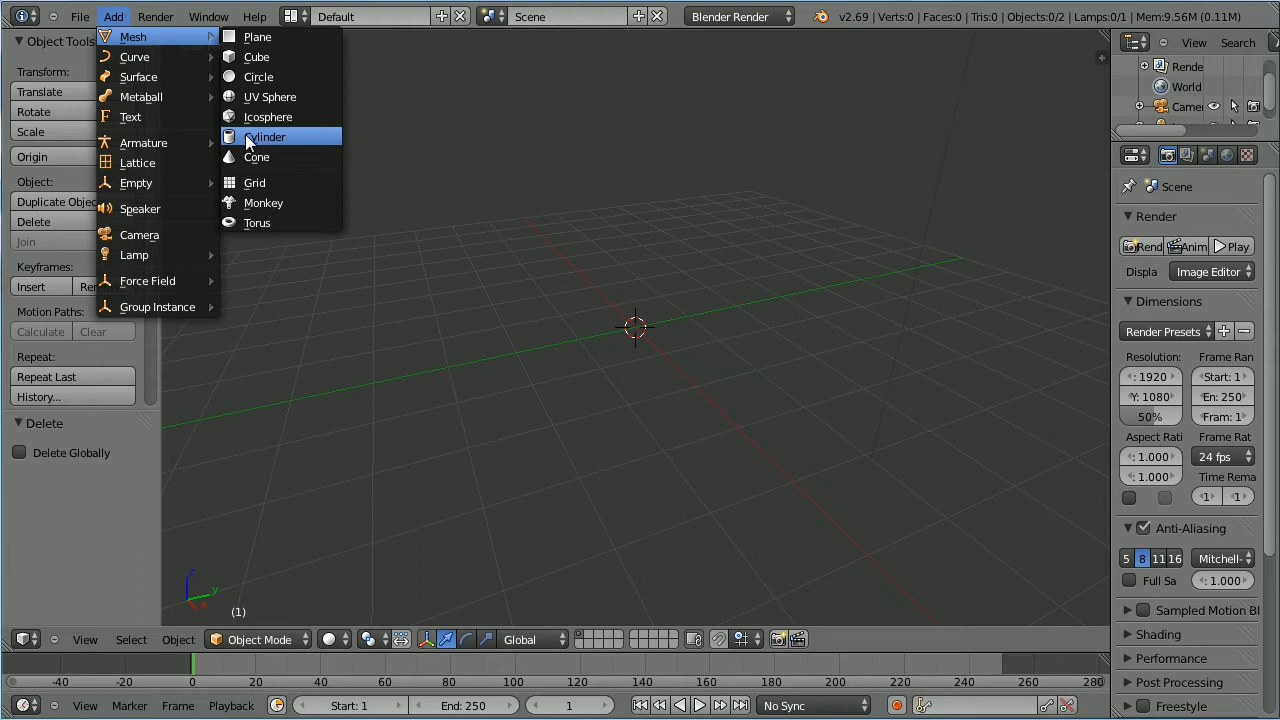 File Add Render Window Help Default Scene Blender Render v2.69 | Verts:0 | Faces:0 | Tris:0 | Objects:0/2 | Lamps:0/1 | Mem:9.56M (0.11M)
Object Tools
Transform:
Translate
Rotate
Scale
Origin
Object:
Duplicate Objec
Delete
Join
Keyframes:
Insert
Motion Paths:
Calculate Clear
Repeat:
Repeat Last
History...
Delete
Delete Globally
Mesh
Curve
Surface
Metaball
Text
Armature
Lattice
Empty
Speaker
Camera
Lamp
Force Field
Group Instance
Plane
Cube
Circle
UV Sphere
Icosphere
Cylinder
Cone
Grid
Monkey
Torus
z
y
x
(1)
View Search
Rende
World
Camer
Scene
Render
Rend Anim Play
Displa Image Editor
Dimensions
Render Presets
Resolution: Frame Ran
: 1920 Start: 1
Y: 1080 En: 250
50% Fram: 1
Aspect Rati Frame Rat
: 1.000 24 fps
: 1.000 Time Rema
1 1
Anti-Aliasing
5 8 11 16 Mitchell-
Full Sa : 1.000
Sampled Motion Bl
Shading
Performance
Post Processing
Freestyle
View Select Object Object Mode Global
-40 -20 0 20 40 60 80 100 120 140 160 180 200 220 240 260 280
View Marker Frame Playback Start: 1 End: 250 1 No Sync